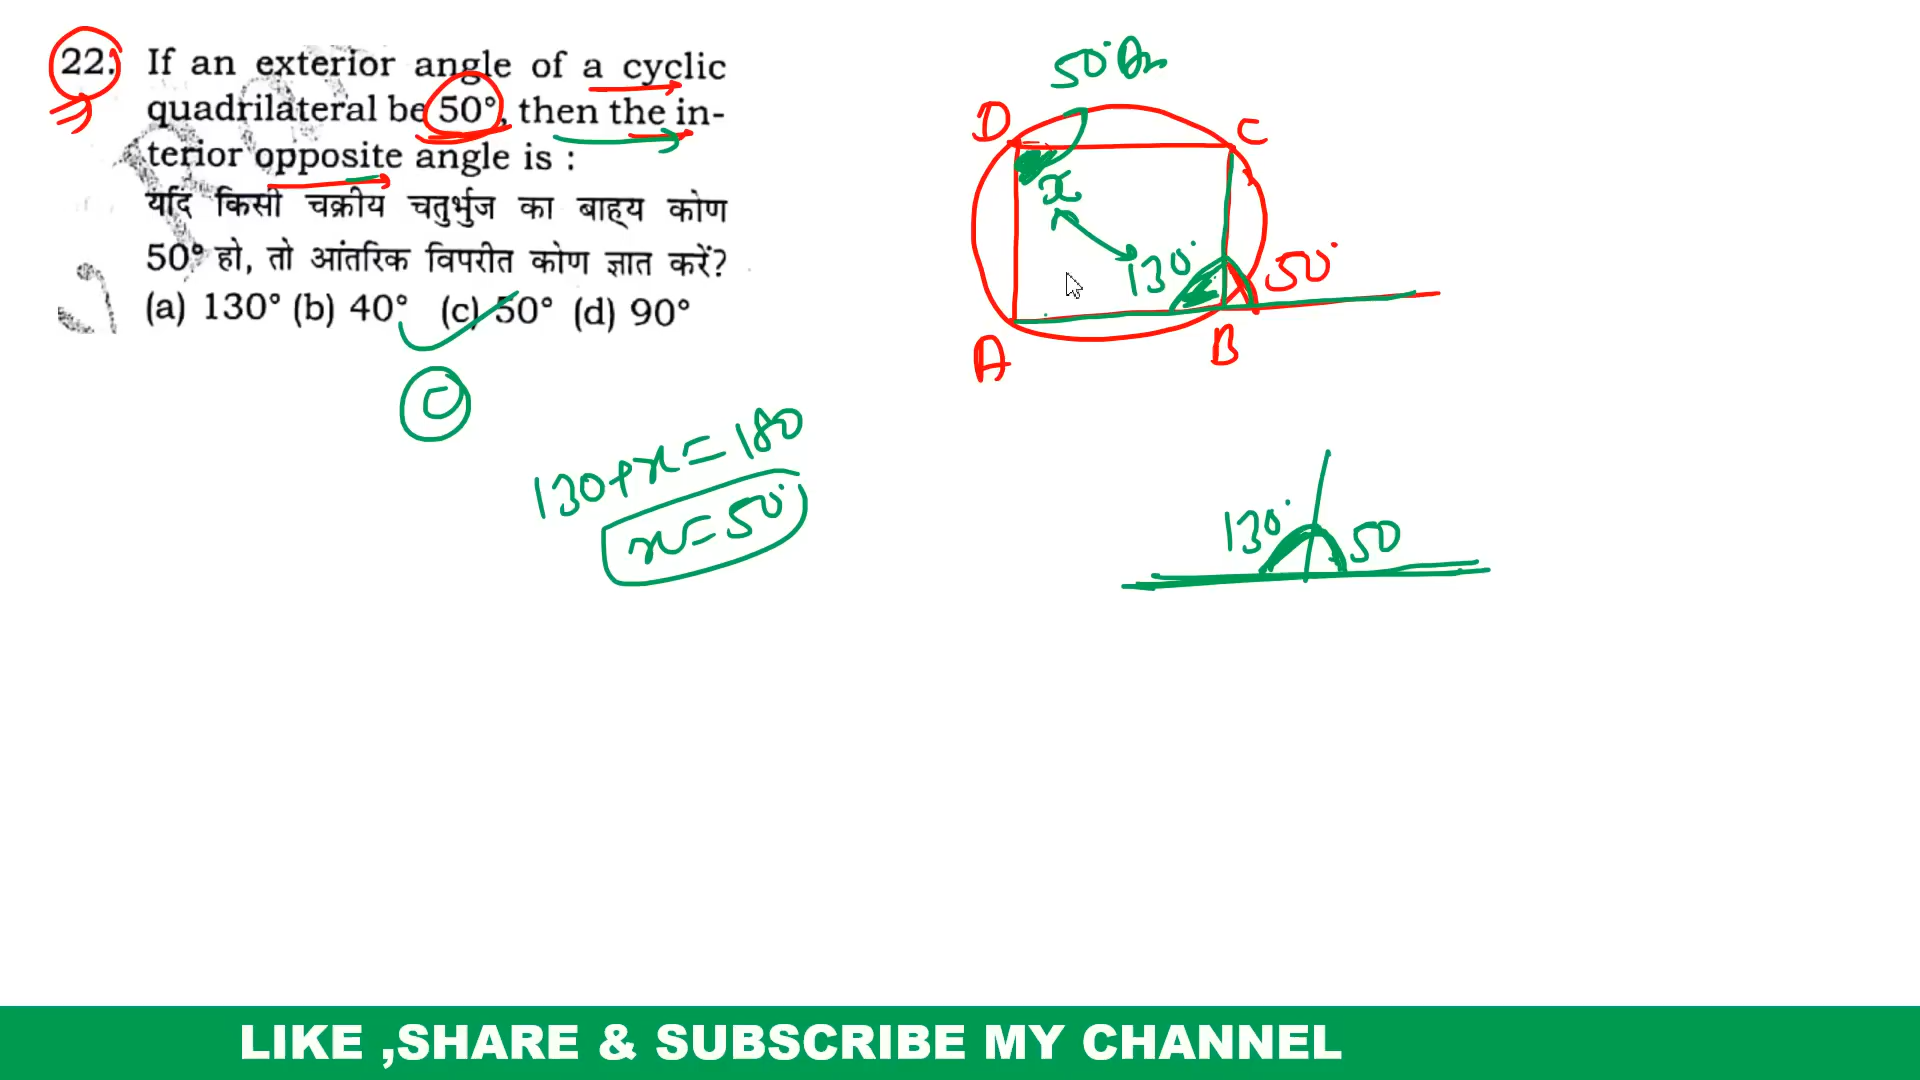 22. If an exterior angle of a cyclic
quadrilateral be 50°, then the in-
terior opposite angle is :
यदि किसी चक्रीय चतुर्भुज का बाह्य कोण
50° हो, तो आंतरिक विपरीत कोण ज्ञात करें?
(a) 130° (b) 40° (c) 50° (d) 90°
C
130+x=180
x=50°
50°
D
C
x
130°
50°
A
B
130°
50
LIKE ,SHARE & SUBSCRIBE MY CHANNEL